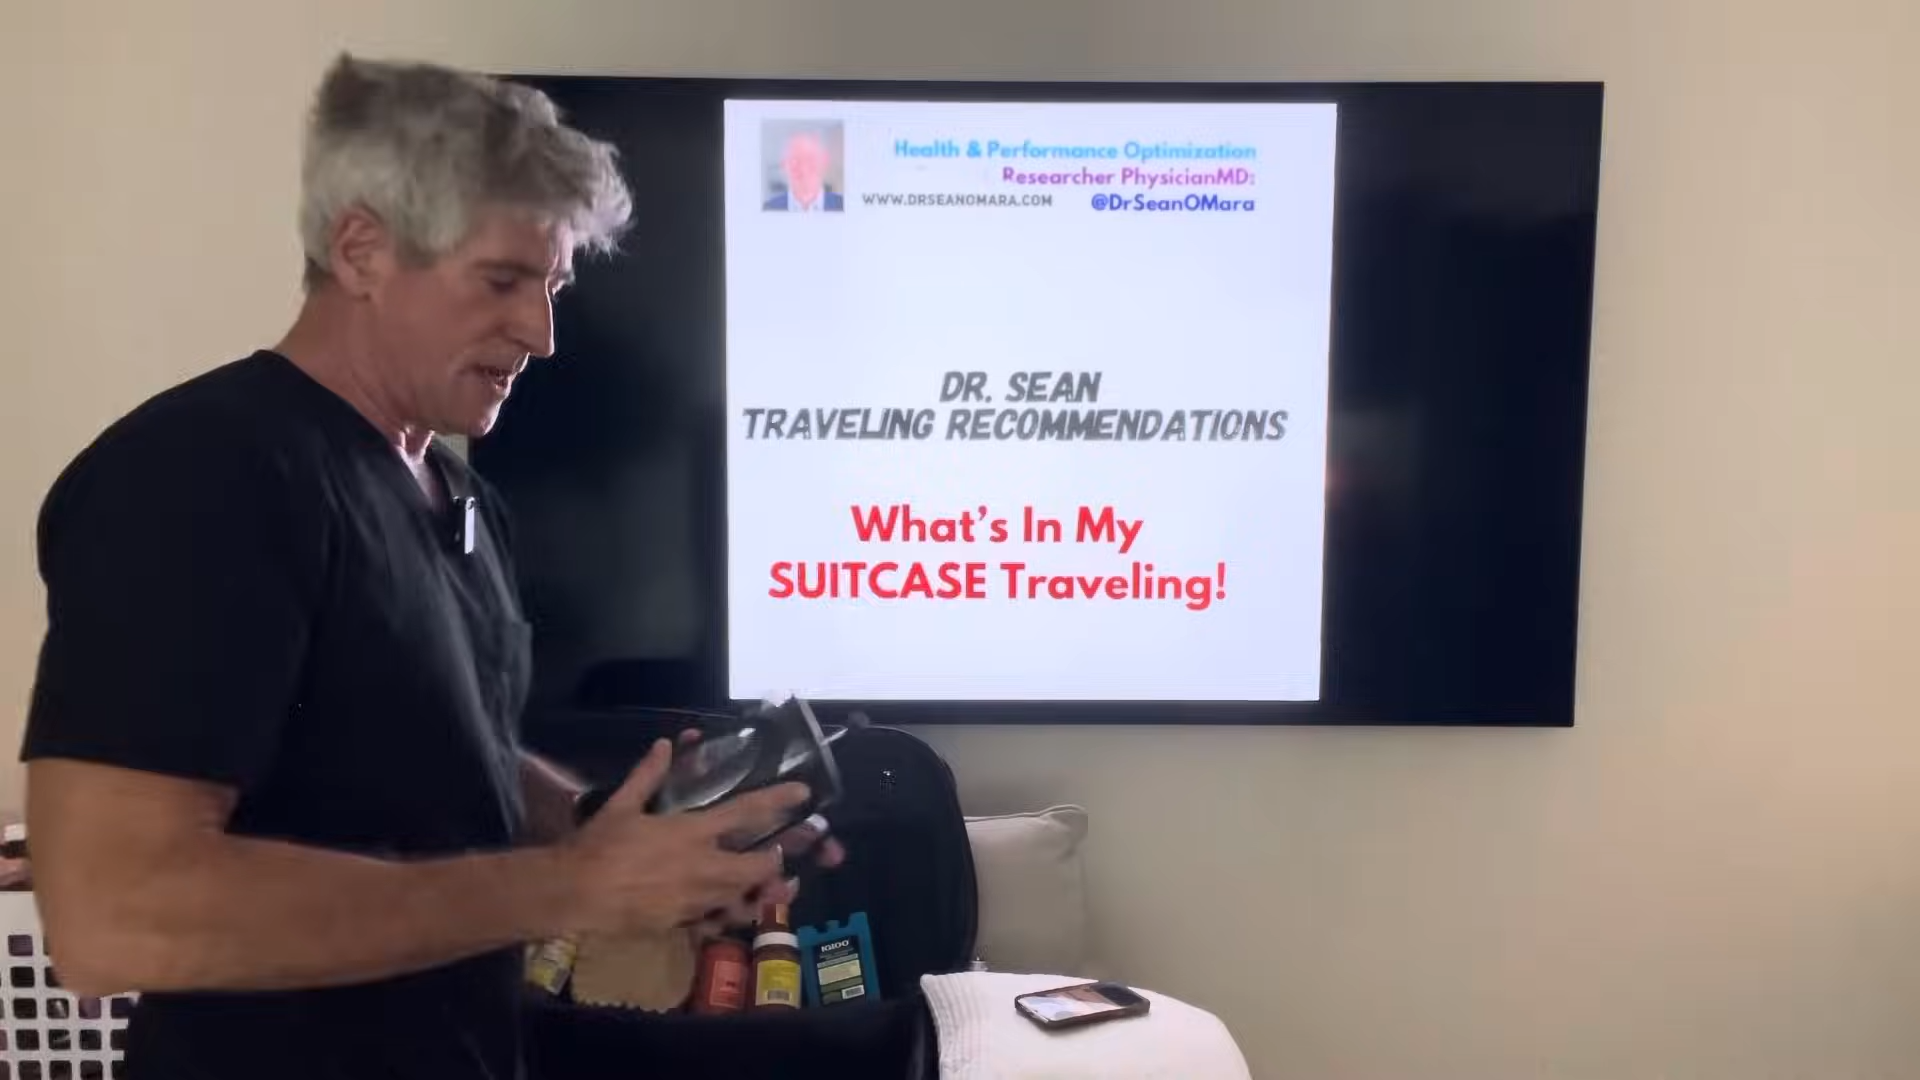 Health & Performance Optimization
Researcher PhysicianMD:
WWW.DRSEANOMARA.COM @DrSeanOMara
DR. SEAN
TRAVELING RECOMMENDATIONS
What's In My
SUITCASE Traveling!
IGLOO